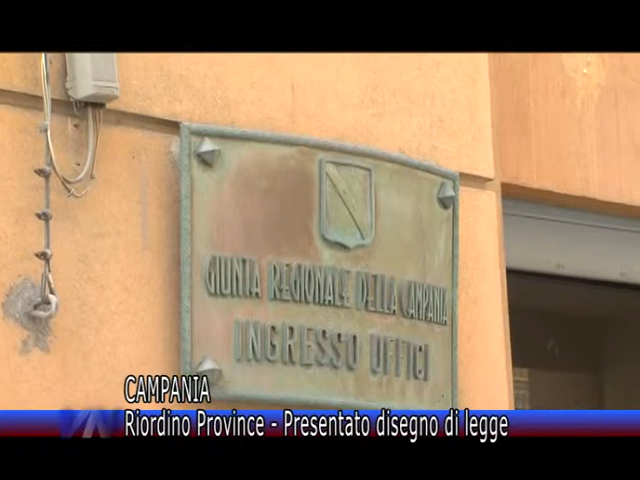 GIUNTA REGIONALE DELLA CAMPANIA
INGRESSO UFFICI
CAMPANIA
Riordino Province - Presentato disegno di legge